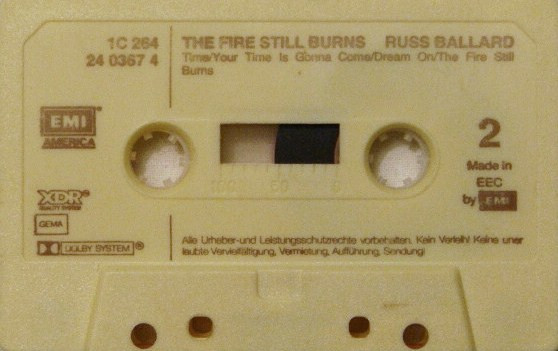 1C 264
24 0367 4
THE FIRE STILL BURNS RUSS BALLARD
Time/Your Time Is Gonna Come/Dream On/The Fire Still
Burns
EMI
AMERICA
2
Made in
EEC
by EMI
XDR
GEMA
DOLBY SYSTEM®
50 0
Alle Urheber-und Leistungsschutzrechte vorbehalten. Kein Verleih! Keine uner
laubte Vervielfältigung, Vermietung, Aufführung, Sendung!